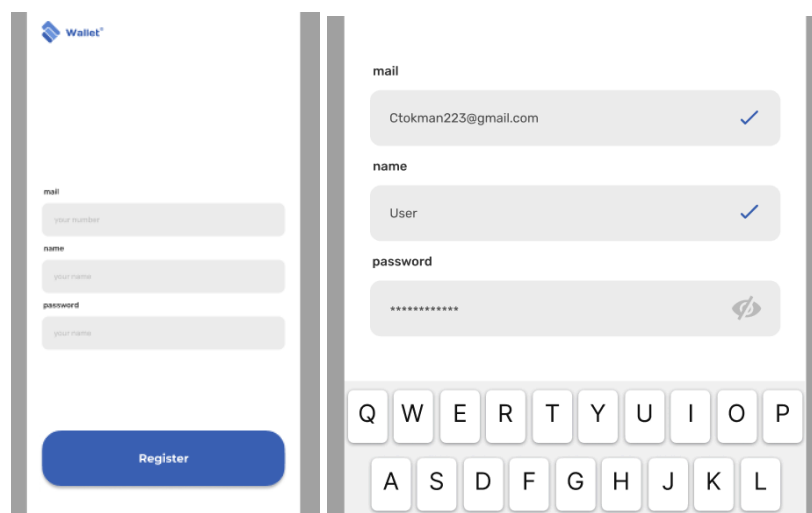 Wallet®
mail
your number
name
your name
password
your name
Register
mail
Ctokman223@gmail.com
name
User
password
************
Q W E R T Y U I O P
A S D F G H J K L